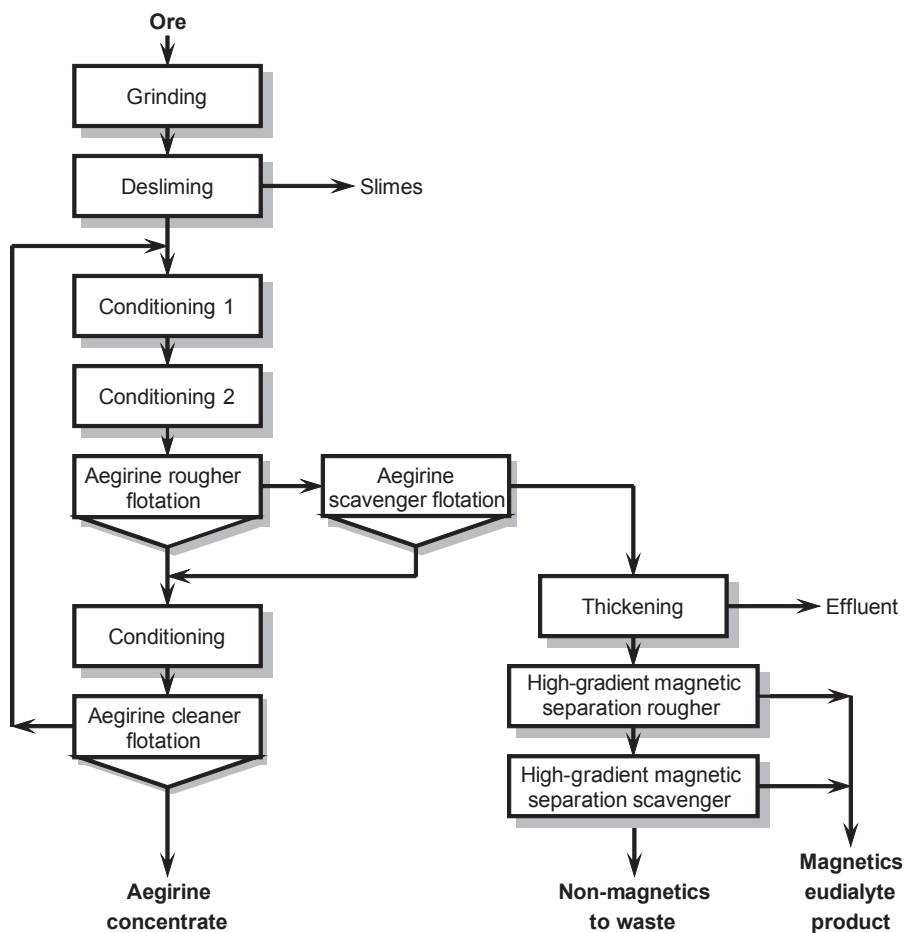 Ore
Grinding
Desliming
Slimes
Conditioning 1
Conditioning 2
Aegirine rougher
flotation
Aegirine
scavenger flotation
Thickening
Effluent
Conditioning
High-gradient magnetic
separation rougher
Aegirine cleaner
flotation
High-gradient magnetic
separation scavenger
Aegirine
concentrate
Non-magnetics
to waste
Magnetics
eudialyte
product